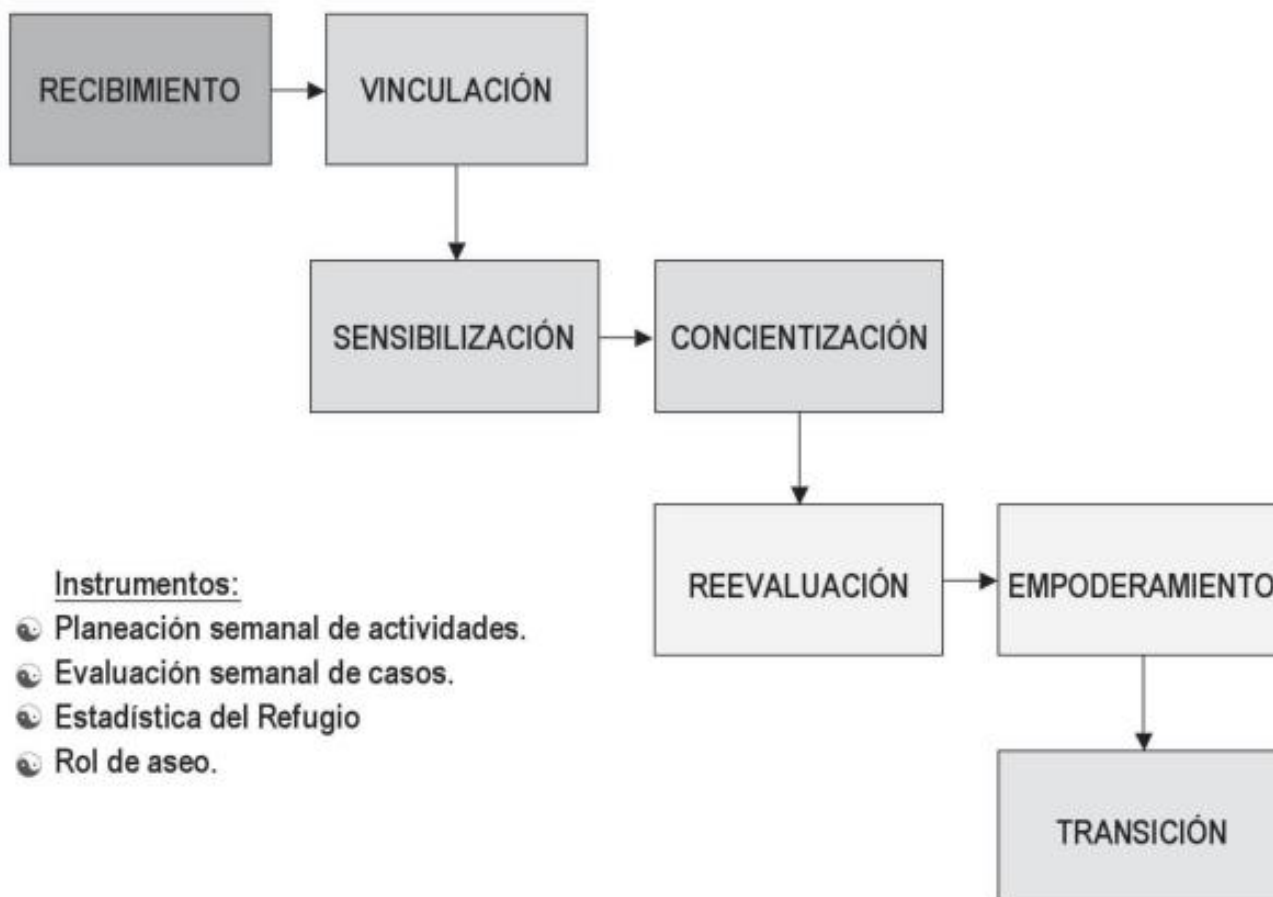 RECIBIMIENTO
VINCULACIÓN
SENSIBILIZACIÓN
CONCIENTIZACIÓN
REEVALUACIÓN
EMPODERAMIENTO
TRANSICIÓN
Instrumentos:
Planeación semanal de actividades.
Evaluación semanal de casos.
Estadística del Refugio
Rol de aseo.